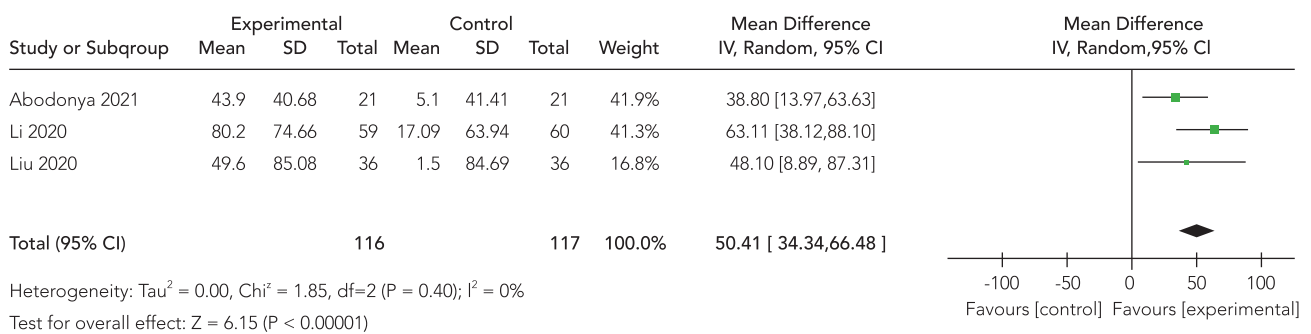 Experimental Control Mean Difference Mean Difference
Study or Subqroup Mean SD Total Mean SD Total Weight IV, Random, 95% CI IV, Random,95% CI
Abodonya 2021 43.9 40.68 21 5.1 41.41 21 41.9% 38.80 [13.97,63.63]
Li 2020 80.2 74.66 59 17.09 63.94 60 41.3% 63.11 [38.12,88.10]
Liu 2020 49.6 85.08 36 1.5 84.69 36 16.8% 48.10 [8.89, 87.31]
Total (95% CI) 116 117 100.0% 50.41 [ 34.34,66.48 ]
-100 -50 0 50 100
Heterogeneity: Tau² = 0.00, Chiᶻ = 1.85, df=2 (P = 0.40); I² = 0%
Favours [control] Favours [experimental]
Test for overall effect: Z = 6.15 (P < 0.00001)